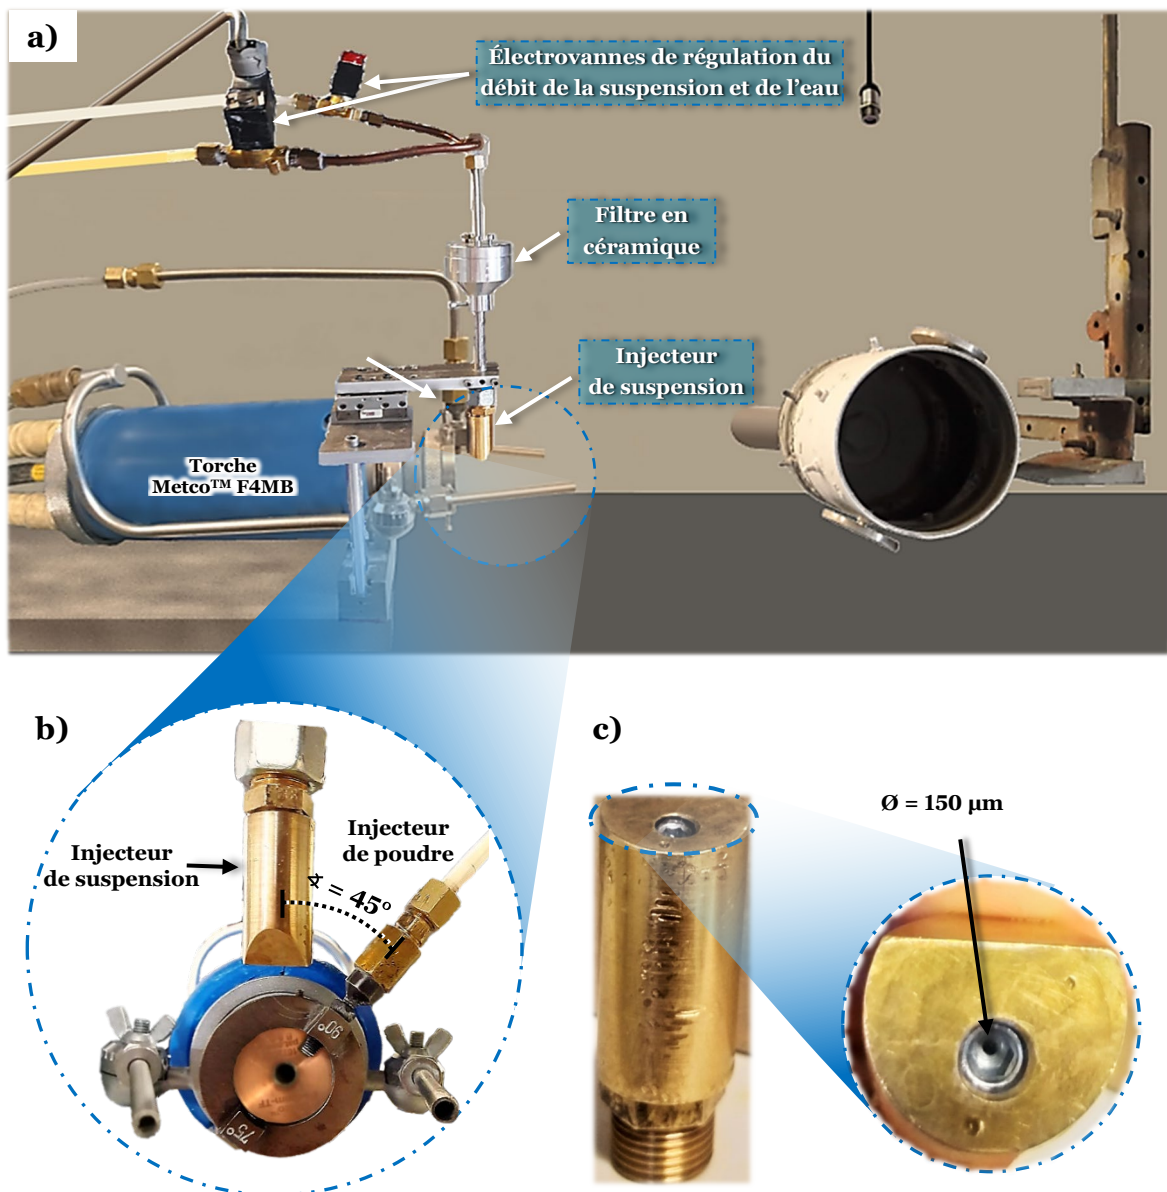 a)
Électrovannes de régulation du
débit de la suspension et de l’eau
Filtre en
céramique
Injecteur
de suspension
Torche
Metco™ F4MB
b)
Injecteur
de suspension
Injecteur
de poudre
∢ = 45°
90°
75°
c)
Ø = 150 µm